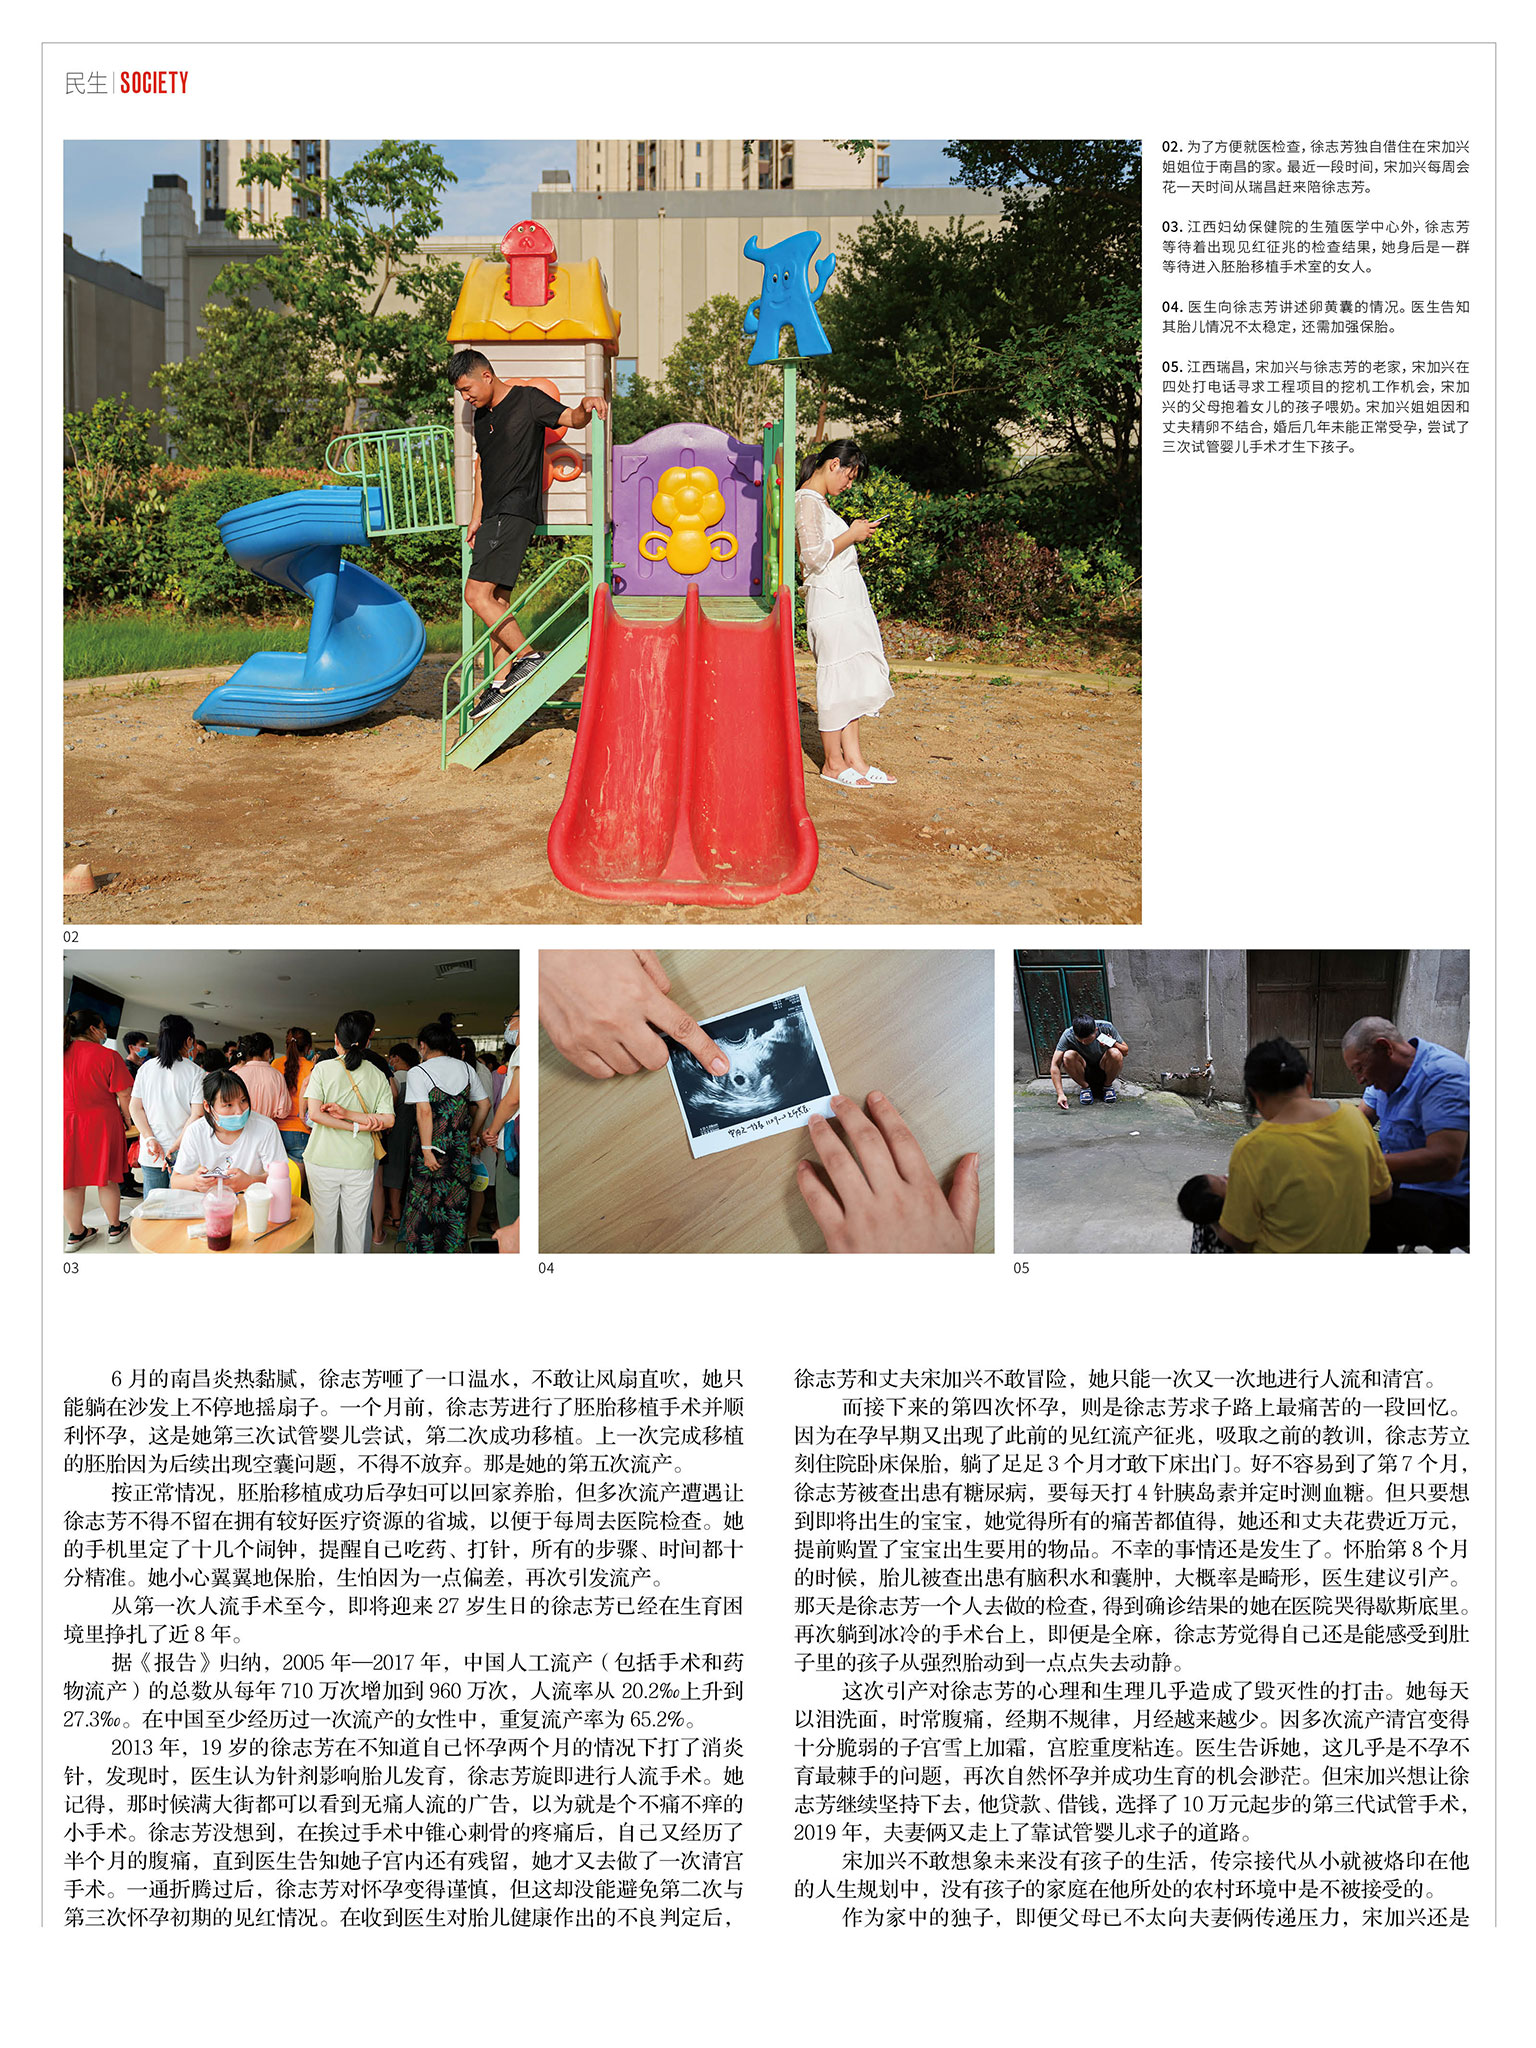 民生 | SOCIETY
02. 为了方便就医检查，徐志芳独自借住在宋加兴
姐姐位于南昌的家。最近一段时间，宋加兴每周会
花一天时间从瑞昌赶来陪徐志芳。
03. 江西妇幼保健院的生殖医学中心外，徐志芳
等待着出现见红征兆的检查结果，她身后是一群
等待进入胚胎移植手术室的女人。
04. 医生向徐志芳讲述卵黄囊的情况。医生告知
其胎儿情况不太稳定，还需加强保胎。
05. 江西瑞昌，宋加兴与徐志芳的老家，宋加兴在
四处打电话寻求工程项目的挖机工作机会，宋加
兴的父母抱着女儿的孩子喂奶。宋加兴姐姐因和
丈夫精卵不结合，婚后几年未能正常受孕，尝试了
三次试管婴儿手术才生下孩子。
02
03
04
05
6 月的南昌炎热黏腻，徐志芳咂了一口温水，不敢让风扇直吹，她只
能躺在沙发上不停地摇扇子。一个月前，徐志芳进行了胚胎移植手术并顺
利怀孕，这是她第三次试管婴儿尝试，第二次成功移植。上一次完成移植
的胚胎因为后续出现空囊问题，不得不放弃。那是她的第五次流产。
按正常情况，胚胎移植成功后孕妇可以回家养胎，但多次流产遭遇让
徐志芳不得不留在拥有较好医疗资源的省城，以便于每周去医院检查。她
的手机里定了十几个闹钟，提醒自己吃药、打针，所有的步骤、时间都十
分精准。她小心翼翼地保胎，生怕因为一点偏差，再次引发流产。
从第一次人流手术至今，即将迎来 27 岁生日的徐志芳已经在生育困
境里挣扎了近 8 年。
据《报告》归纳，2005 年—2017 年，中国人工流产（包括手术和药
物流产）的总数从每年 710 万次增加到 960 万次，人流率从 20.2‰上升到
27.3‰。在中国至少经历过一次流产的女性中，重复流产率为 65.2%。
2013 年，19 岁的徐志芳在不知道自己怀孕两个月的情况下打了消炎
针，发现时，医生认为针剂影响胎儿发育，徐志芳旋即进行人流手术。她
记得，那时候满大街都可以看到无痛人流的广告，以为就是个不痛不痒的
小手术。徐志芳没想到，在挨过手术中锥心刺骨的疼痛后，自己又经历了
半个月的腹痛，直到医生告知她子宫内还有残留，她才又去做了一次清宫
手术。一通折腾过后，徐志芳对怀孕变得谨慎，但这却没能避免第二次与
第三次怀孕初期的见红情况。在收到医生对胎儿健康作出的不良判定后，
徐志芳和丈夫宋加兴不敢冒险，她只能一次又一次地进行人流和清宫。
而接下来的第四次怀孕，则是徐志芳求子路上最痛苦的一段回忆。
因为在孕早期又出现了此前的见红流产征兆，吸取之前的教训，徐志芳立
刻住院卧床保胎，躺了足足 3 个月才敢下床出门。好不容易到了第 7 个月，
徐志芳被查出患有糖尿病，要每天打 4 针胰岛素并定时测血糖。但只要想
到即将出生的宝宝，她觉得所有的痛苦都值得，她还和丈夫花费近万元，
提前购置了宝宝出生要用的物品。不幸的事情还是发生了。怀胎第 8 个月
的时候，胎儿被查出患有脑积水和囊肿，大概率是畸形，医生建议引产。
那天是徐志芳一个人去做的检查，得到确诊结果的她在医院哭得歇斯底里。
再次躺到冰冷的手术台上，即便是全麻，徐志芳觉得自己还是能感受到肚
子里的孩子从强烈胎动到一点点失去动静。
这次引产对徐志芳的心理和生理几乎造成了毁灭性的打击。她每天
以泪洗面，时常腹痛，经期不规律，月经越来越少。因多次流产清宫变得
十分脆弱的子宫雪上加霜，宫腔重度粘连。医生告诉她，这几乎是不孕不
育最棘手的问题，再次自然怀孕并成功生育的机会渺茫。但宋加兴想让徐
志芳继续坚持下去，他贷款、借钱，选择了 10 万元起步的第三代试管手术，
2019 年，夫妻俩又走上了靠试管婴儿求子的道路。
宋加兴不敢想象未来没有孩子的生活，传宗接代从小就被烙印在他
的人生规划中，没有孩子的家庭在他所处的农村环境中是不被接受的。
作为家中的独子，即便父母已不太向夫妻俩传递压力，宋加兴还是